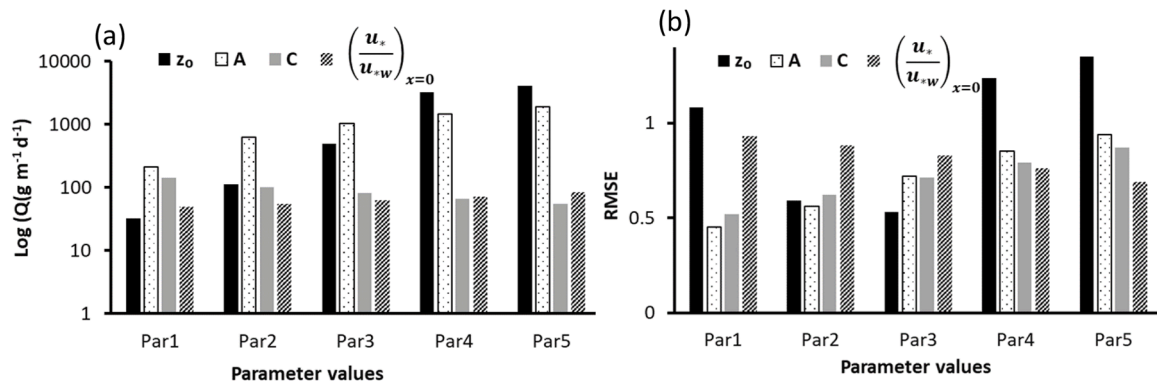 (a)
z₀ A C (u* / u*w)x=0
10000
1000
100
10
1
Log (Q(g m⁻¹ d⁻¹)
Par1 Par2 Par3 Par4 Par5
Parameter values
(b)
z₀ A C (u* / u*w)x=0
1
0.5
0
RMSE
Par1 Par2 Par3 Par4 Par5
Parameter values